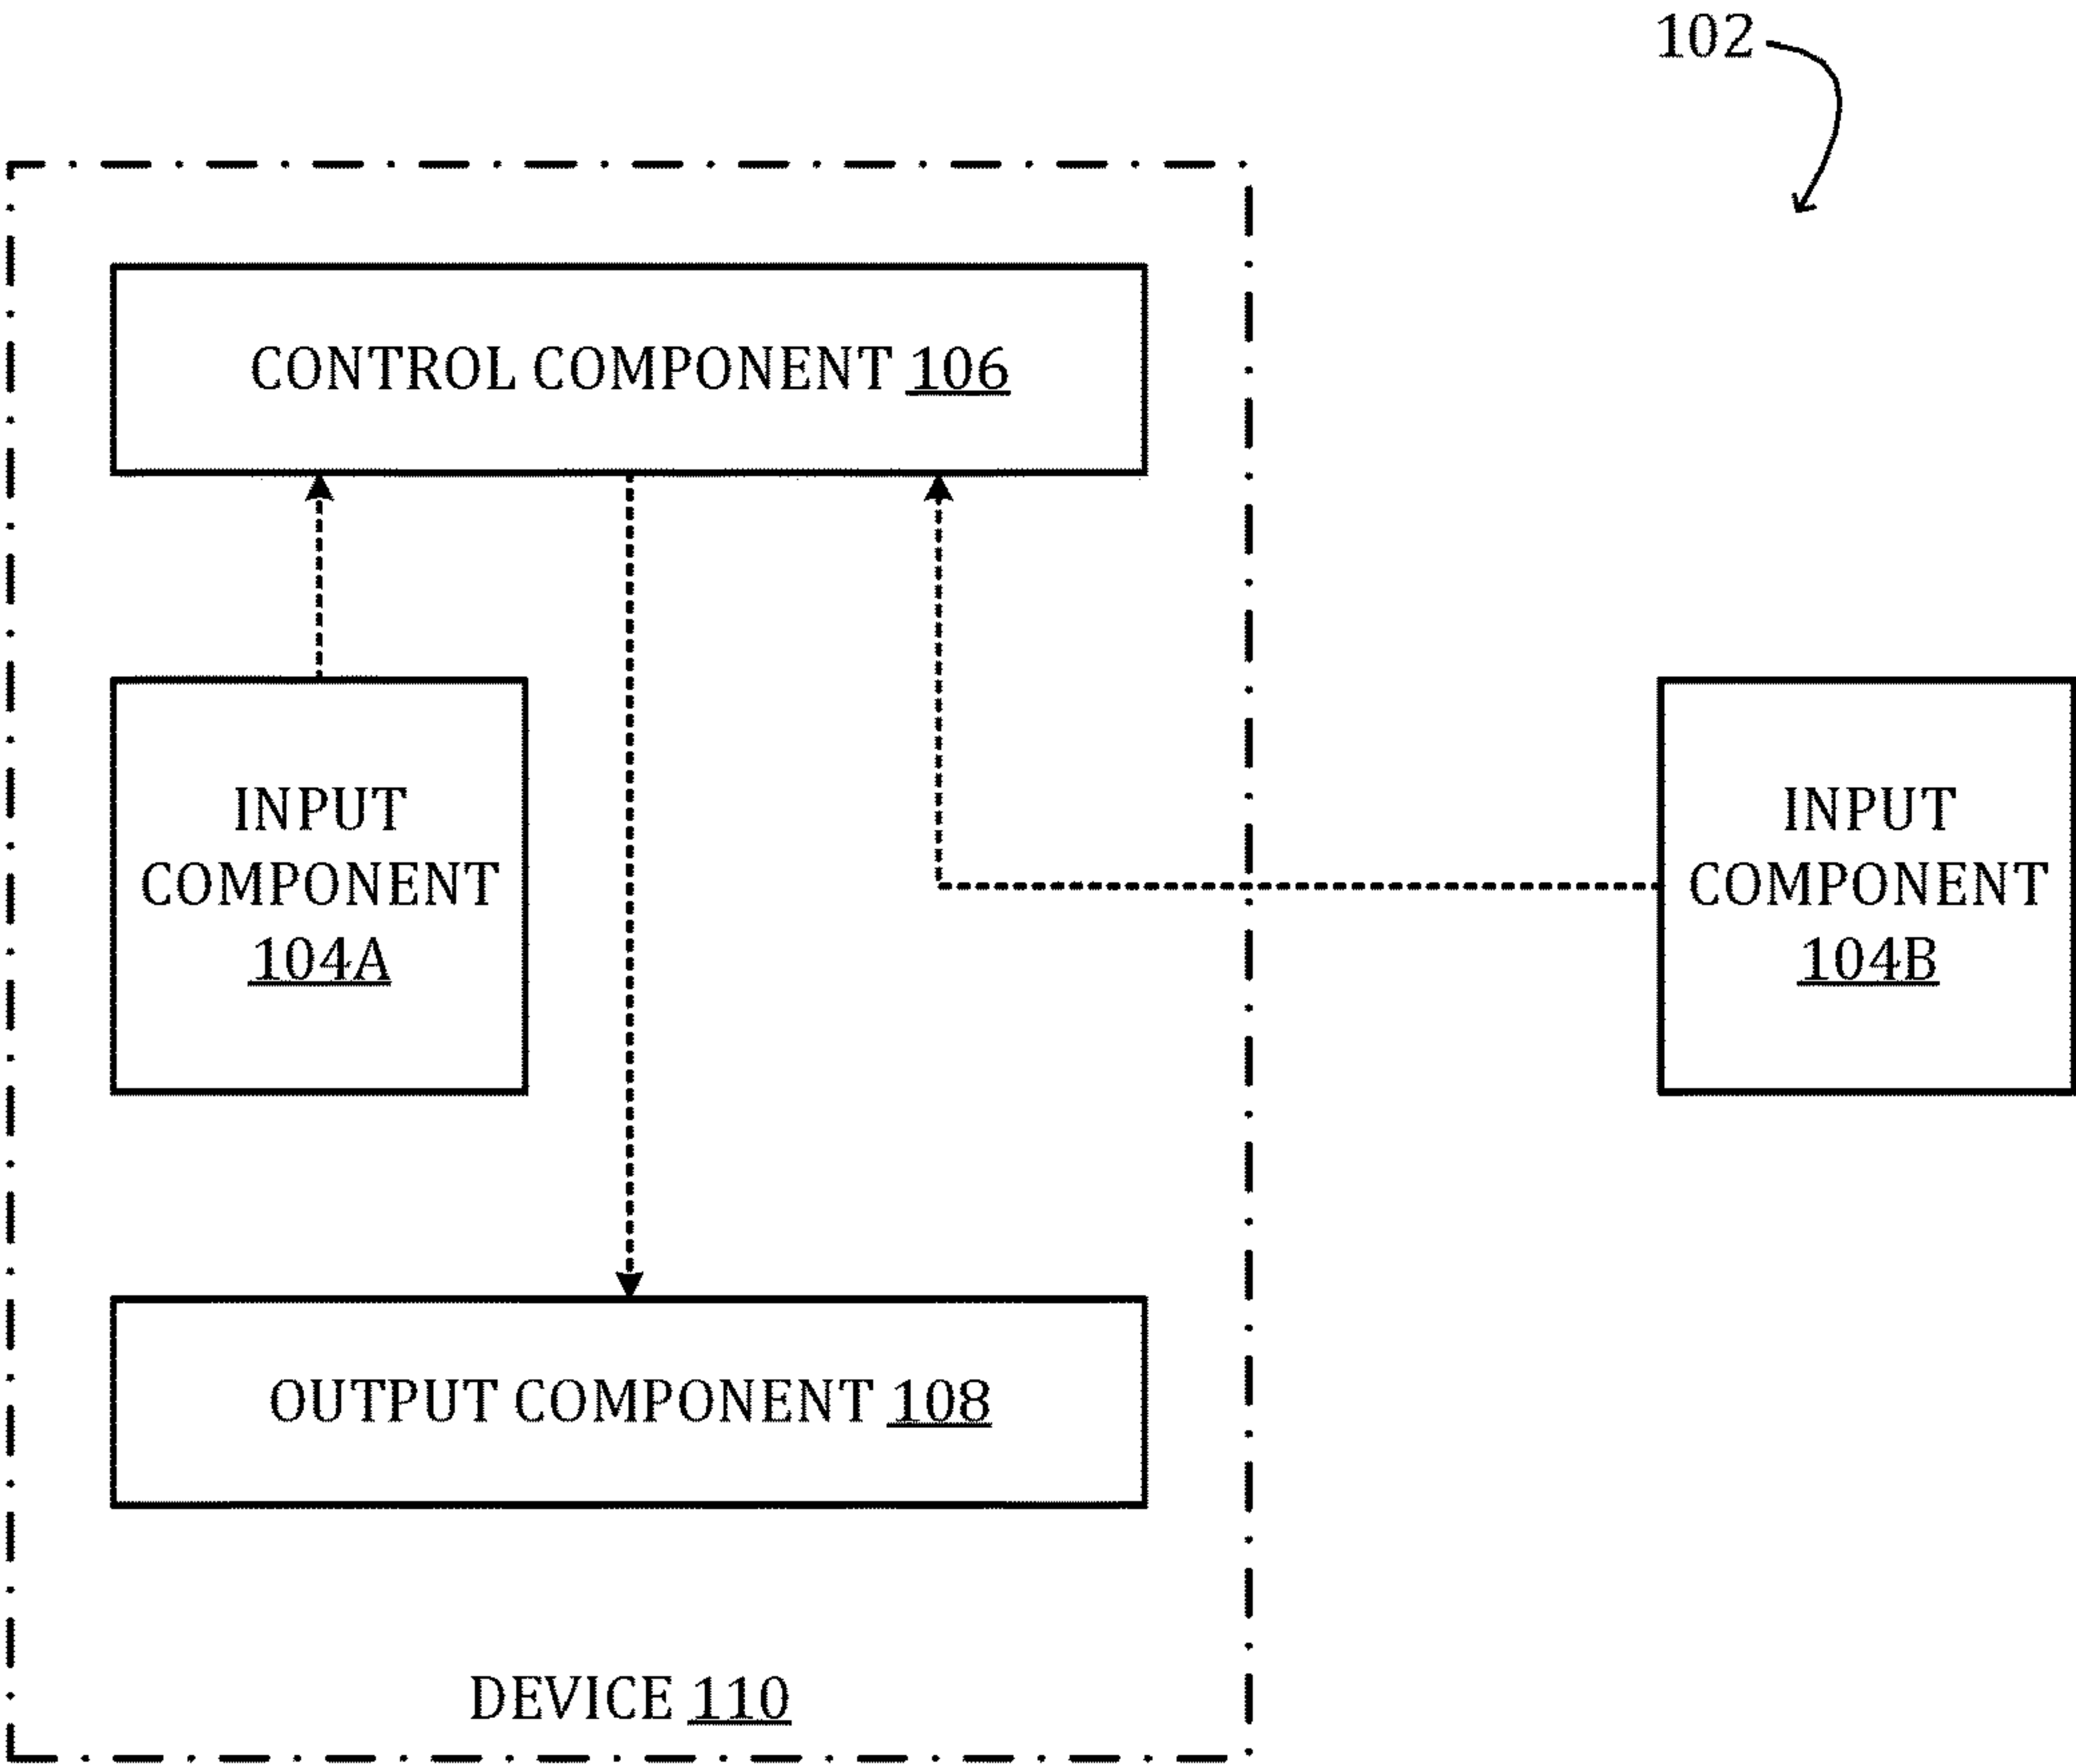 102
CONTROL COMPONENT 106
INPUT
COMPONENT
104A
INPUT
COMPONENT
104B
OUTPUT COMPONENT 108
DEVICE 110